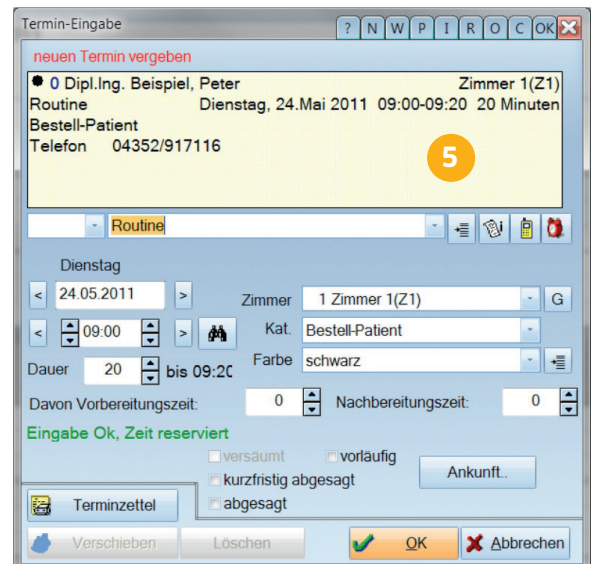 Termin-Eingabe ? N W P I R O C OK
neuen Termin vergeben
0 Dipl.Ing. Beispiel, Peter Zimmer 1(Z1)
Routine Dienstag, 24.Mai 2011 09:00-09:20 20 Minuten
Bestell-Patient
Telefon 04352/917116
5
Routine
Dienstag
< 24.05.2011 > Zimmer 1 Zimmer 1(Z1) G
< 09:00 > Kat. Bestell-Patient
Dauer 20 bis 09:20 Farbe schwarz
Davon Vorbereitungszeit: 0 Nachbereitungszeit: 0
Eingabe Ok, Zeit reserviert
versäumt vorläufig
kurzfristig abgesagt Ankunft..
Terminzettel abgesagt
Verschieben Löschen OK Abbrechen